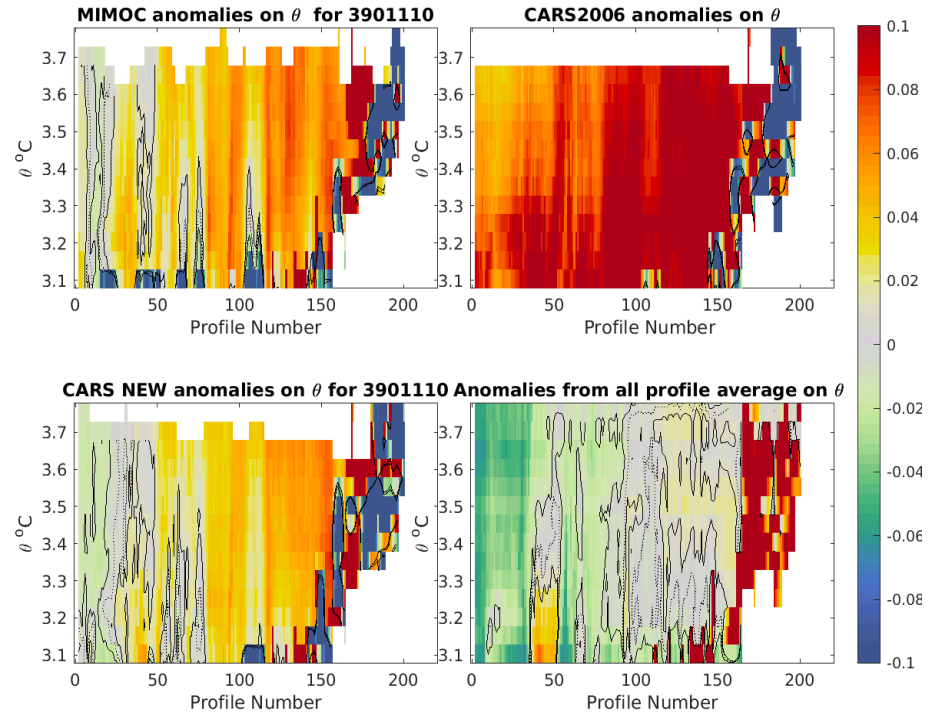 MIMOC anomalies on θ for 3901110
CARS2006 anomalies on θ
3.7
3.6
3.5
3.4
3.3
3.2
3.1
θ °C
0 50 100 150 200
Profile Number
3.7
3.6
3.5
3.4
3.3
3.2
3.1
θ °C
0 50 100 150 200
Profile Number
0.1
0.08
0.06
0.04
0.02
0
-0.02
-0.04
-0.06
-0.08
-0.1
CARS NEW anomalies on θ for 3901110
Anomalies from all profile average on θ
3.7
3.6
3.5
3.4
3.3
3.2
3.1
θ °C
0 50 100 150 200
Profile Number
3.7
3.6
3.5
3.4
3.3
3.2
3.1
θ °C
0 50 100 150 200
Profile Number